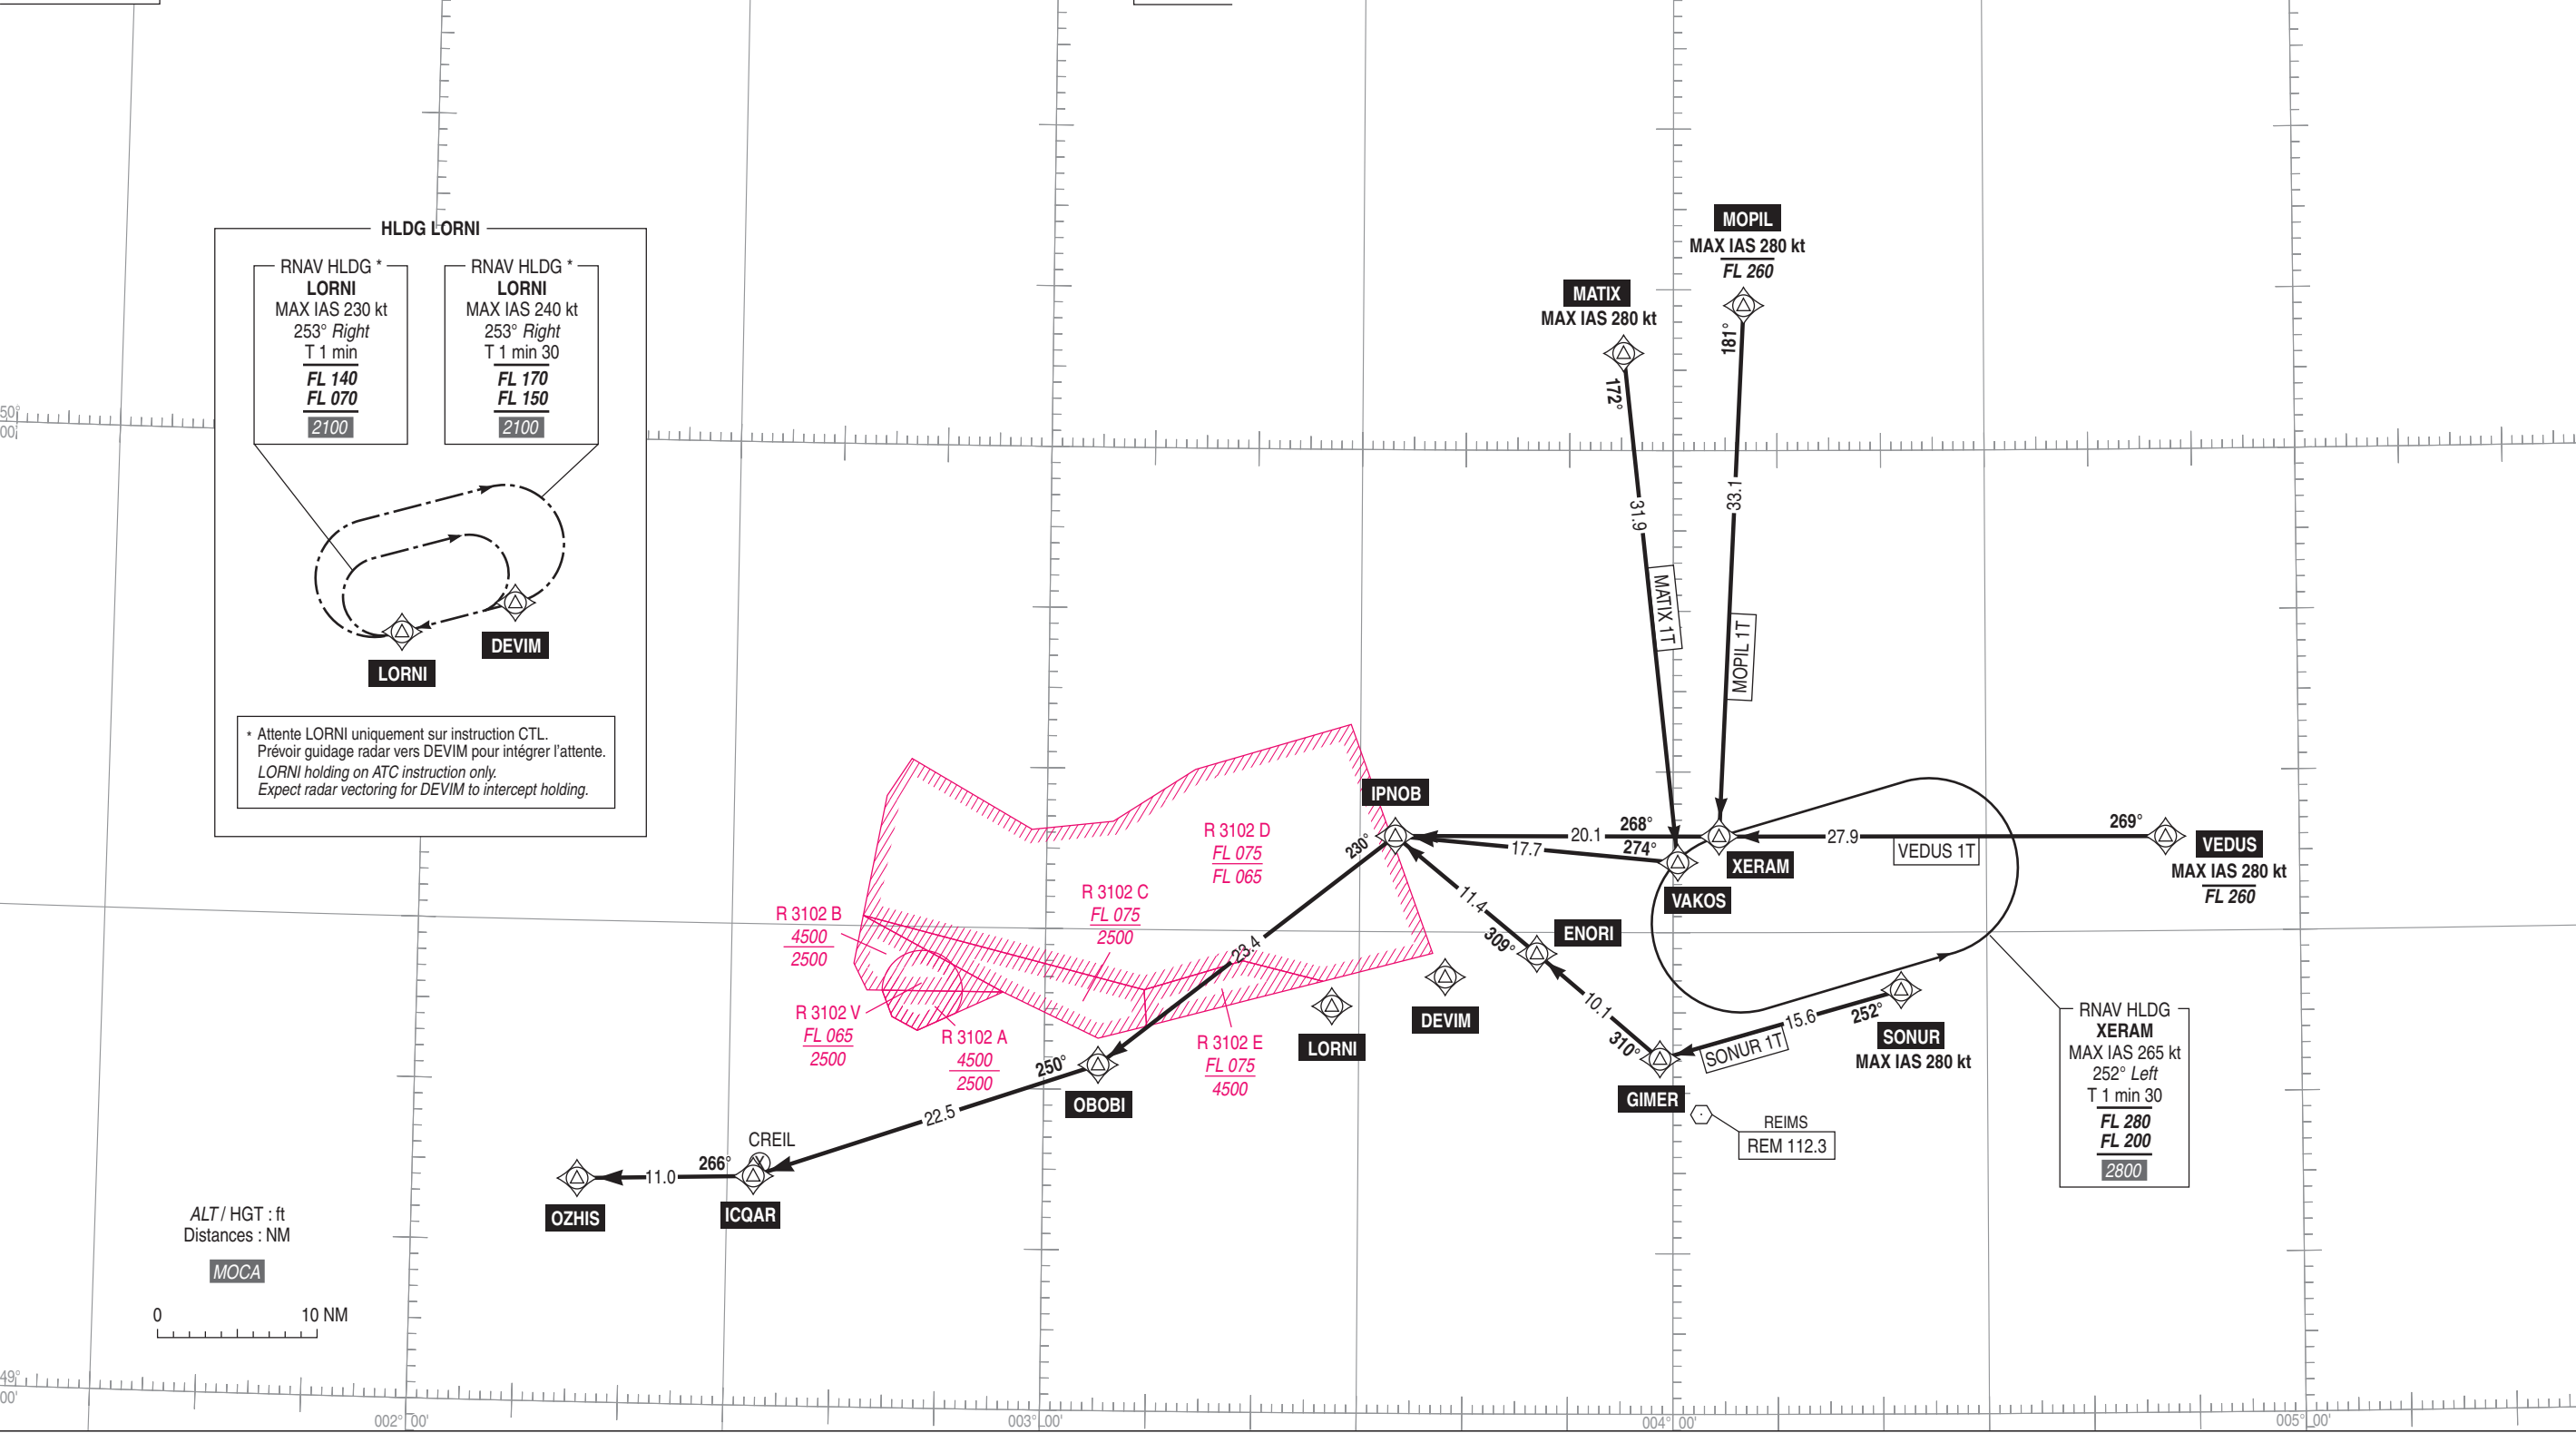 HLDG LORNI
RNAV HLDG *
LORNI
MAX IAS 230 kt
253° Right
T 1 min
FL 140
FL 070
2100
RNAV HLDG *
LORNI
MAX IAS 240 kt
253° Right
T 1 min 30
FL 170
FL 150
2100
DEVIM
LORNI
* Attente LORNI uniquement sur instruction CTL.
Prévoir guidage radar vers DEVIM pour intégrer l'attente.
LORNI holding on ATC instruction only.
Expect radar vectoring for DEVIM to intercept holding.
50°
00'
MOPIL
MAX IAS 280 kt
FL 260
181°
33.1
MOPIL 1T
MATIX
MAX IAS 280 kt
172°
31.9
MATIX 1T
IPNOB
230°
20.1
268°
17.7
274°
XERAM
VAKOS
27.9
VEDUS 1T
269°
VEDUS
MAX IAS 280 kt
FL 260
R 3102 D
FL 075
FL 065
R 3102 C
FL 075
2500
R 3102 B
4500
2500
R 3102 V
FL 065
2500
R 3102 A
4500
2500
R 3102 E
FL 075
4500
23.4
11.4
309°
ENORI
10.1
310°
GIMER
DEVIM
LORNI
15.6
252°
SONUR 1T
SONUR
MAX IAS 280 kt
RNAV HLDG
XERAM
MAX IAS 265 kt
252° Left
T 1 min 30
FL 280
FL 200
2800
REIMS
REM 112.3
250°
OBOBI
22.5
CREIL
266°
11.0
ICQAR
OZHIS
ALT / HGT : ft
Distances : NM
MOCA
0 10 NM
49°
00'
002° 00'
003° 00'
004° 00'
005° 00'